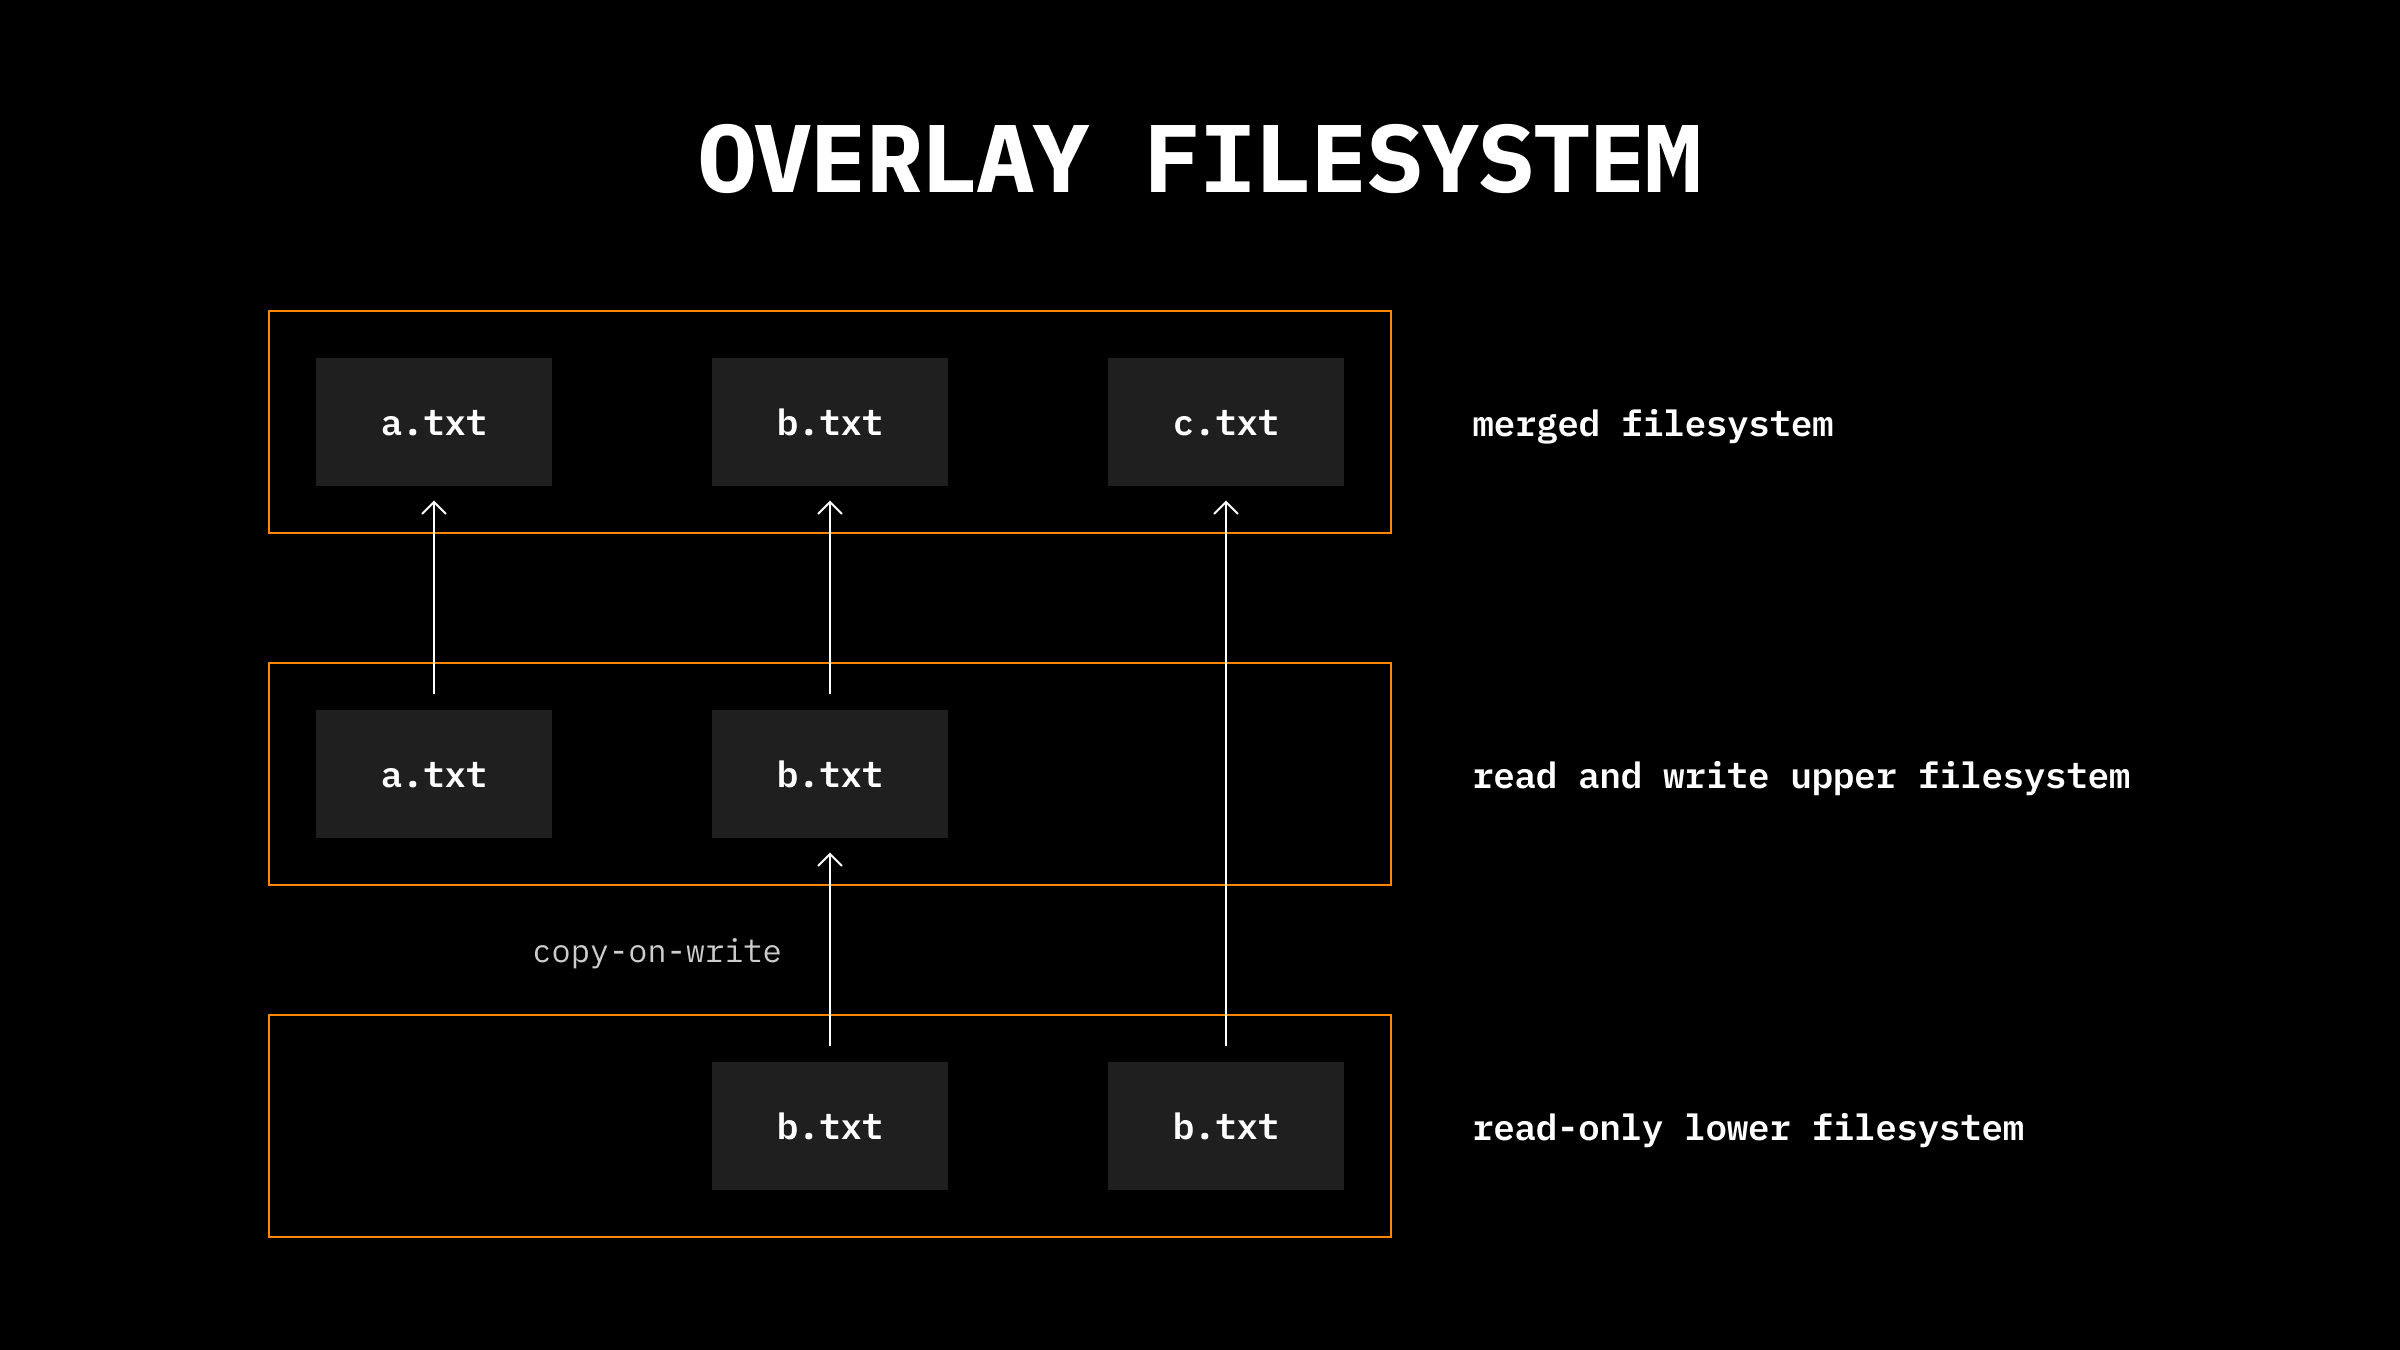 OVERLAY FILESYSTEM
a.txt b.txt c.txt merged filesystem
a.txt b.txt read and write upper filesystem
copy-on-write
b.txt b.txt read-only lower filesystem